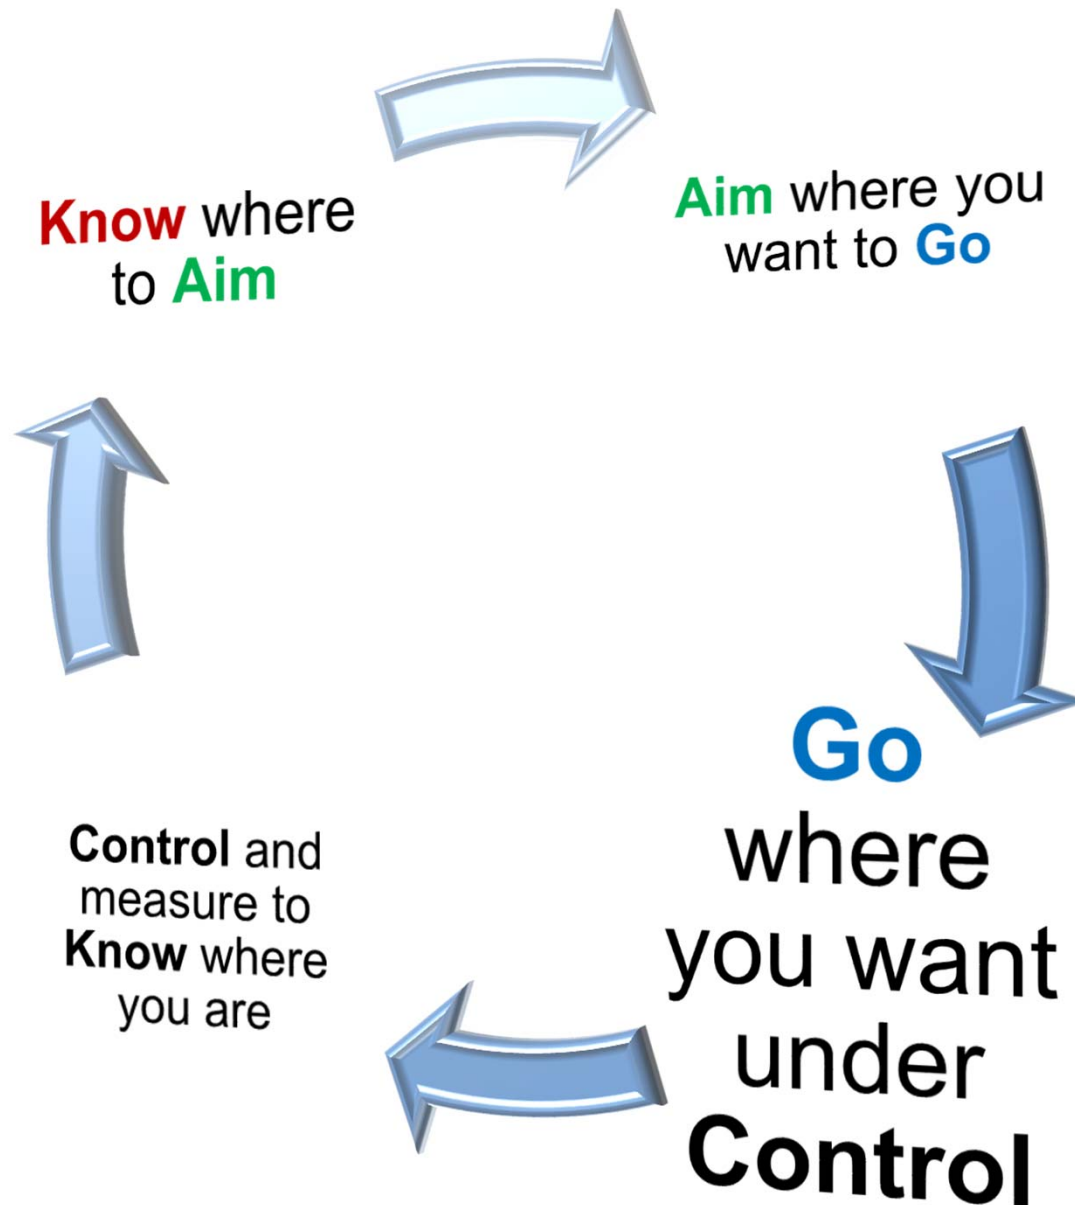 Know where
to Aim
Aim where you
want to Go
Go
where
you want
under
Control
Control and
measure to
Know where
you are